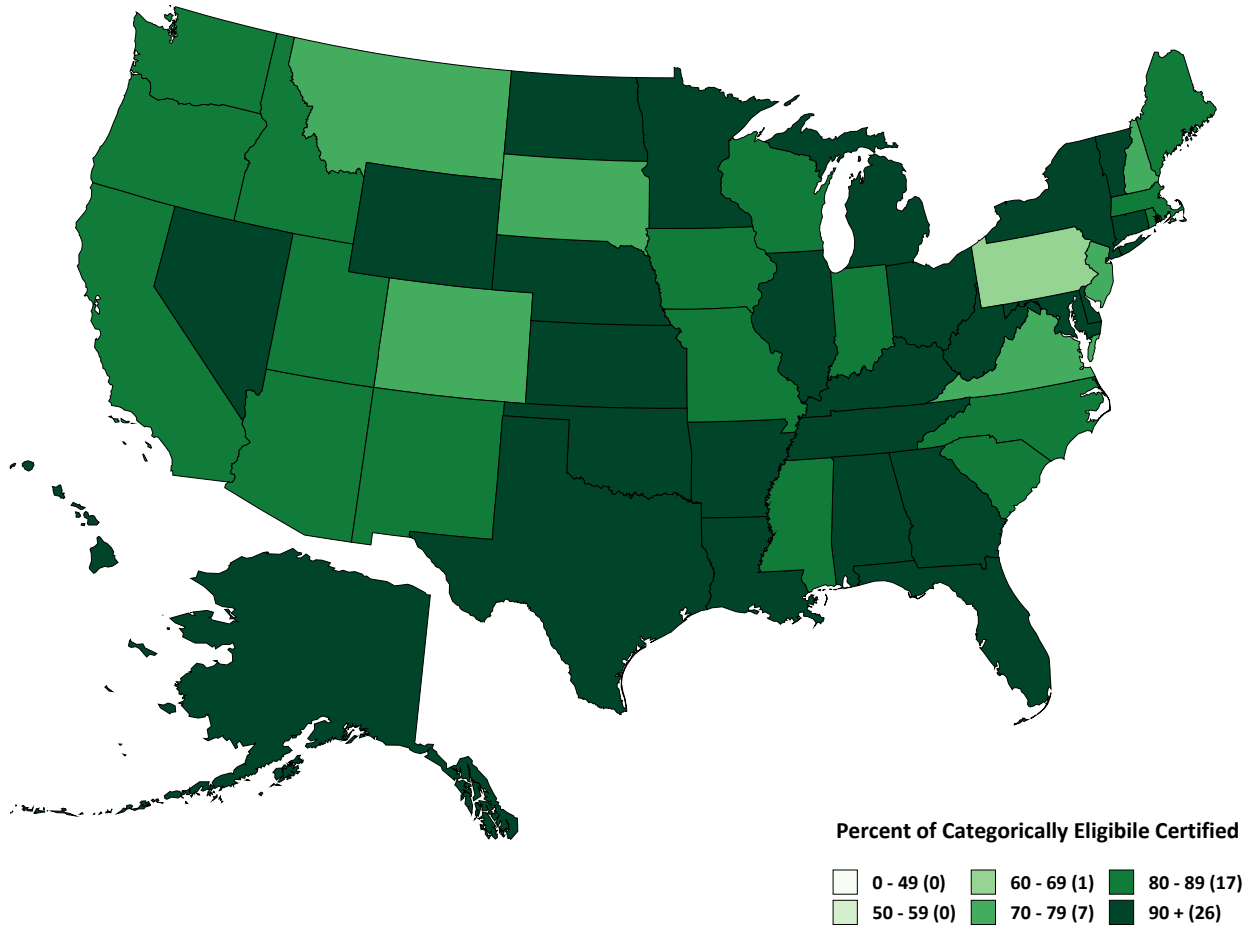 Percent of Categorically Eligibile Certified
0 - 49 (0)
60 - 69 (1)
80 - 89 (17)
50 - 59 (0)
70 - 79 (7)
90 + (26)